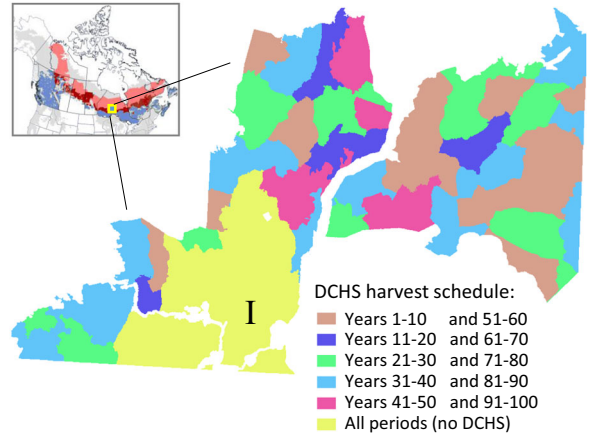 I
DCHS harvest schedule:
Years 1-10 and 51-60
Years 11-20 and 61-70
Years 21-30 and 71-80
Years 31-40 and 81-90
Years 41-50 and 91-100
All periods (no DCHS)